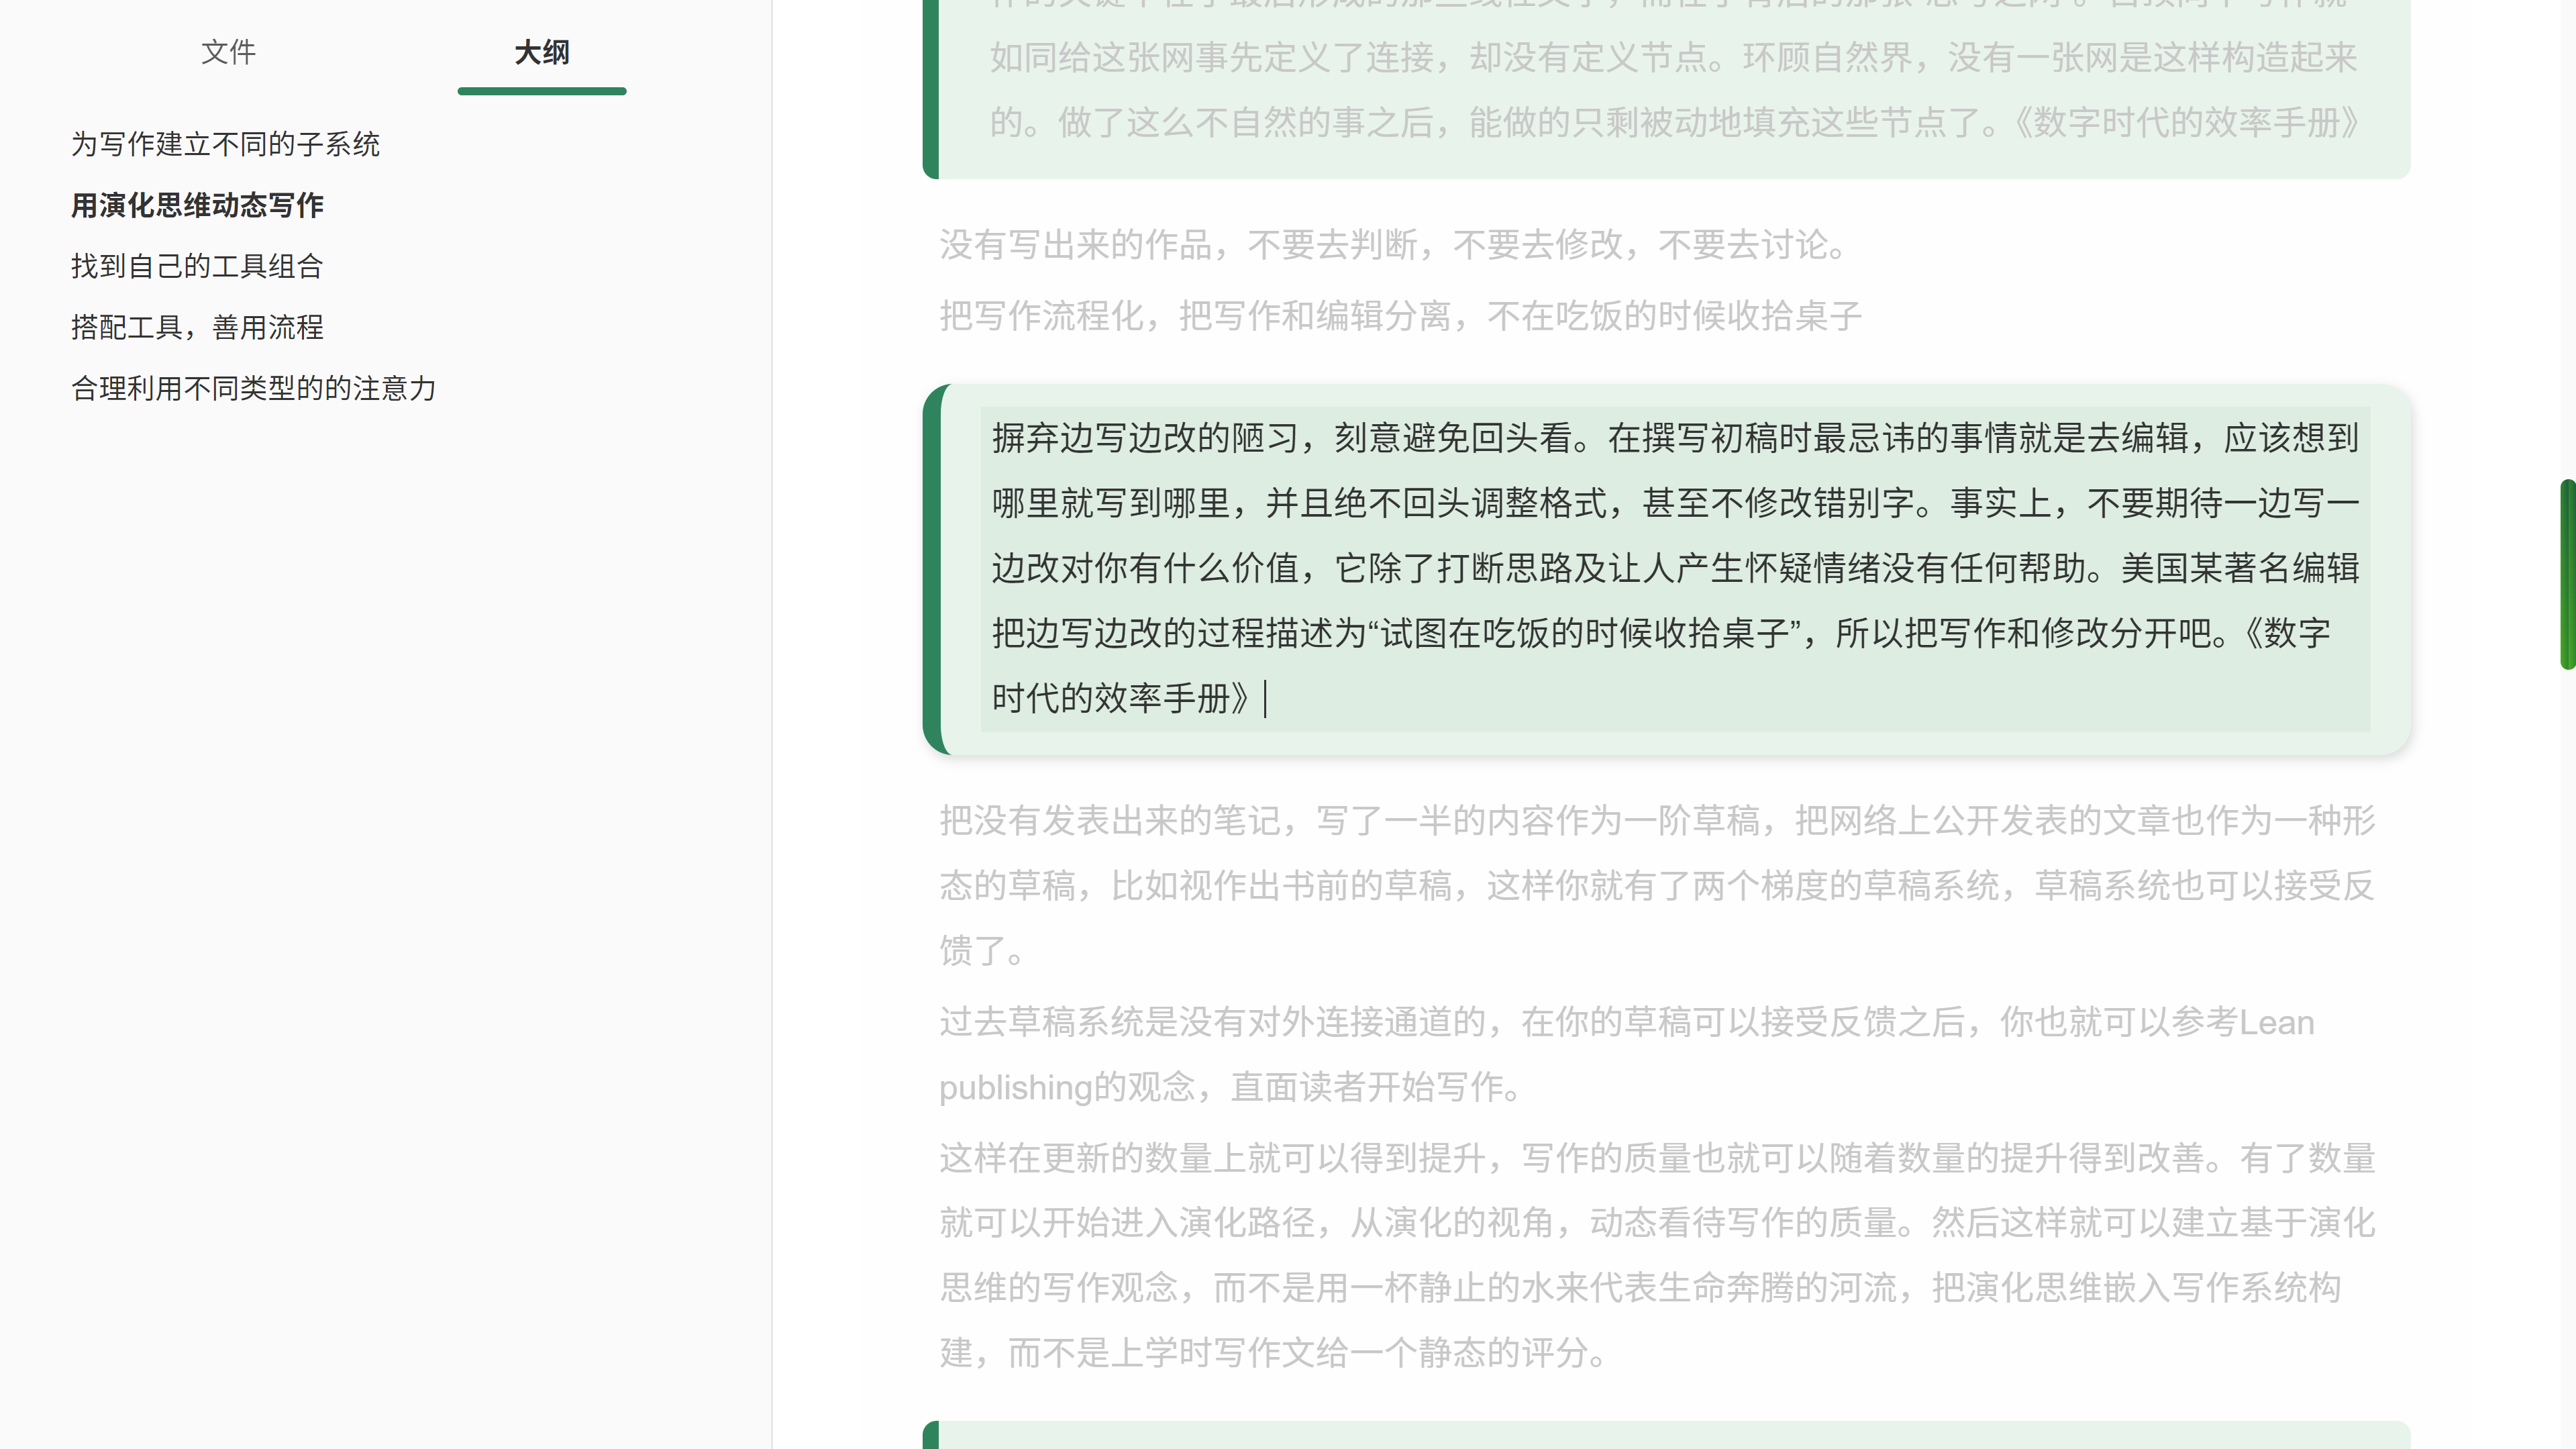 文件
大纲
为写作建立不同的子系统
用演化思维动态写作
找到自己的工具组合
搭配工具，善用流程
合理利用不同类型的的注意力
如同给这张网事先定义了连接，却没有定义节点。环顾自然界，没有一张网是这样构造起来
的。做了这么不自然的事之后，能做的只剩被动地填充这些节点了。《数字时代的效率手册》
没有写出来的作品，不要去判断，不要去修改，不要去讨论。
把写作流程化，把写作和编辑分离，不在吃饭的时候收拾桌子
摒弃边写边改的陋习，刻意避免回头看。在撰写初稿时最忌讳的事情就是去编辑，应该想到
哪里就写到哪里，并且绝不回头调整格式，甚至不修改错别字。事实上，不要期待一边写一
边改对你有什么价值，它除了打断思路及让人产生怀疑情绪没有任何帮助。美国某著名编辑
把边写边改的过程描述为“试图在吃饭的时候收拾桌子”，所以把写作和修改分开吧。《数字
时代的效率手册》
把没有发表出来的笔记，写了一半的内容作为一阶草稿，把网络上公开发表的文章也作为一种形
态的草稿，比如视作出书前的草稿，这样你就有了两个梯度的草稿系统，草稿系统也可以接受反
馈了。
过去草稿系统是没有对外连接通道的，在你的草稿可以接受反馈之后，你也就可以参考Lean
publishing的观念，直面读者开始写作。
这样在更新的数量上就可以得到提升，写作的质量也就可以随着数量的提升得到改善。有了数量
就可以开始进入演化路径，从演化的视角，动态看待写作的质量。然后这样就可以建立基于演化
思维的写作观念，而不是用一杯静止的水来代表生命奔腾的河流，把演化思维嵌入写作系统构
建，而不是上学时写作文给一个静态的评分。